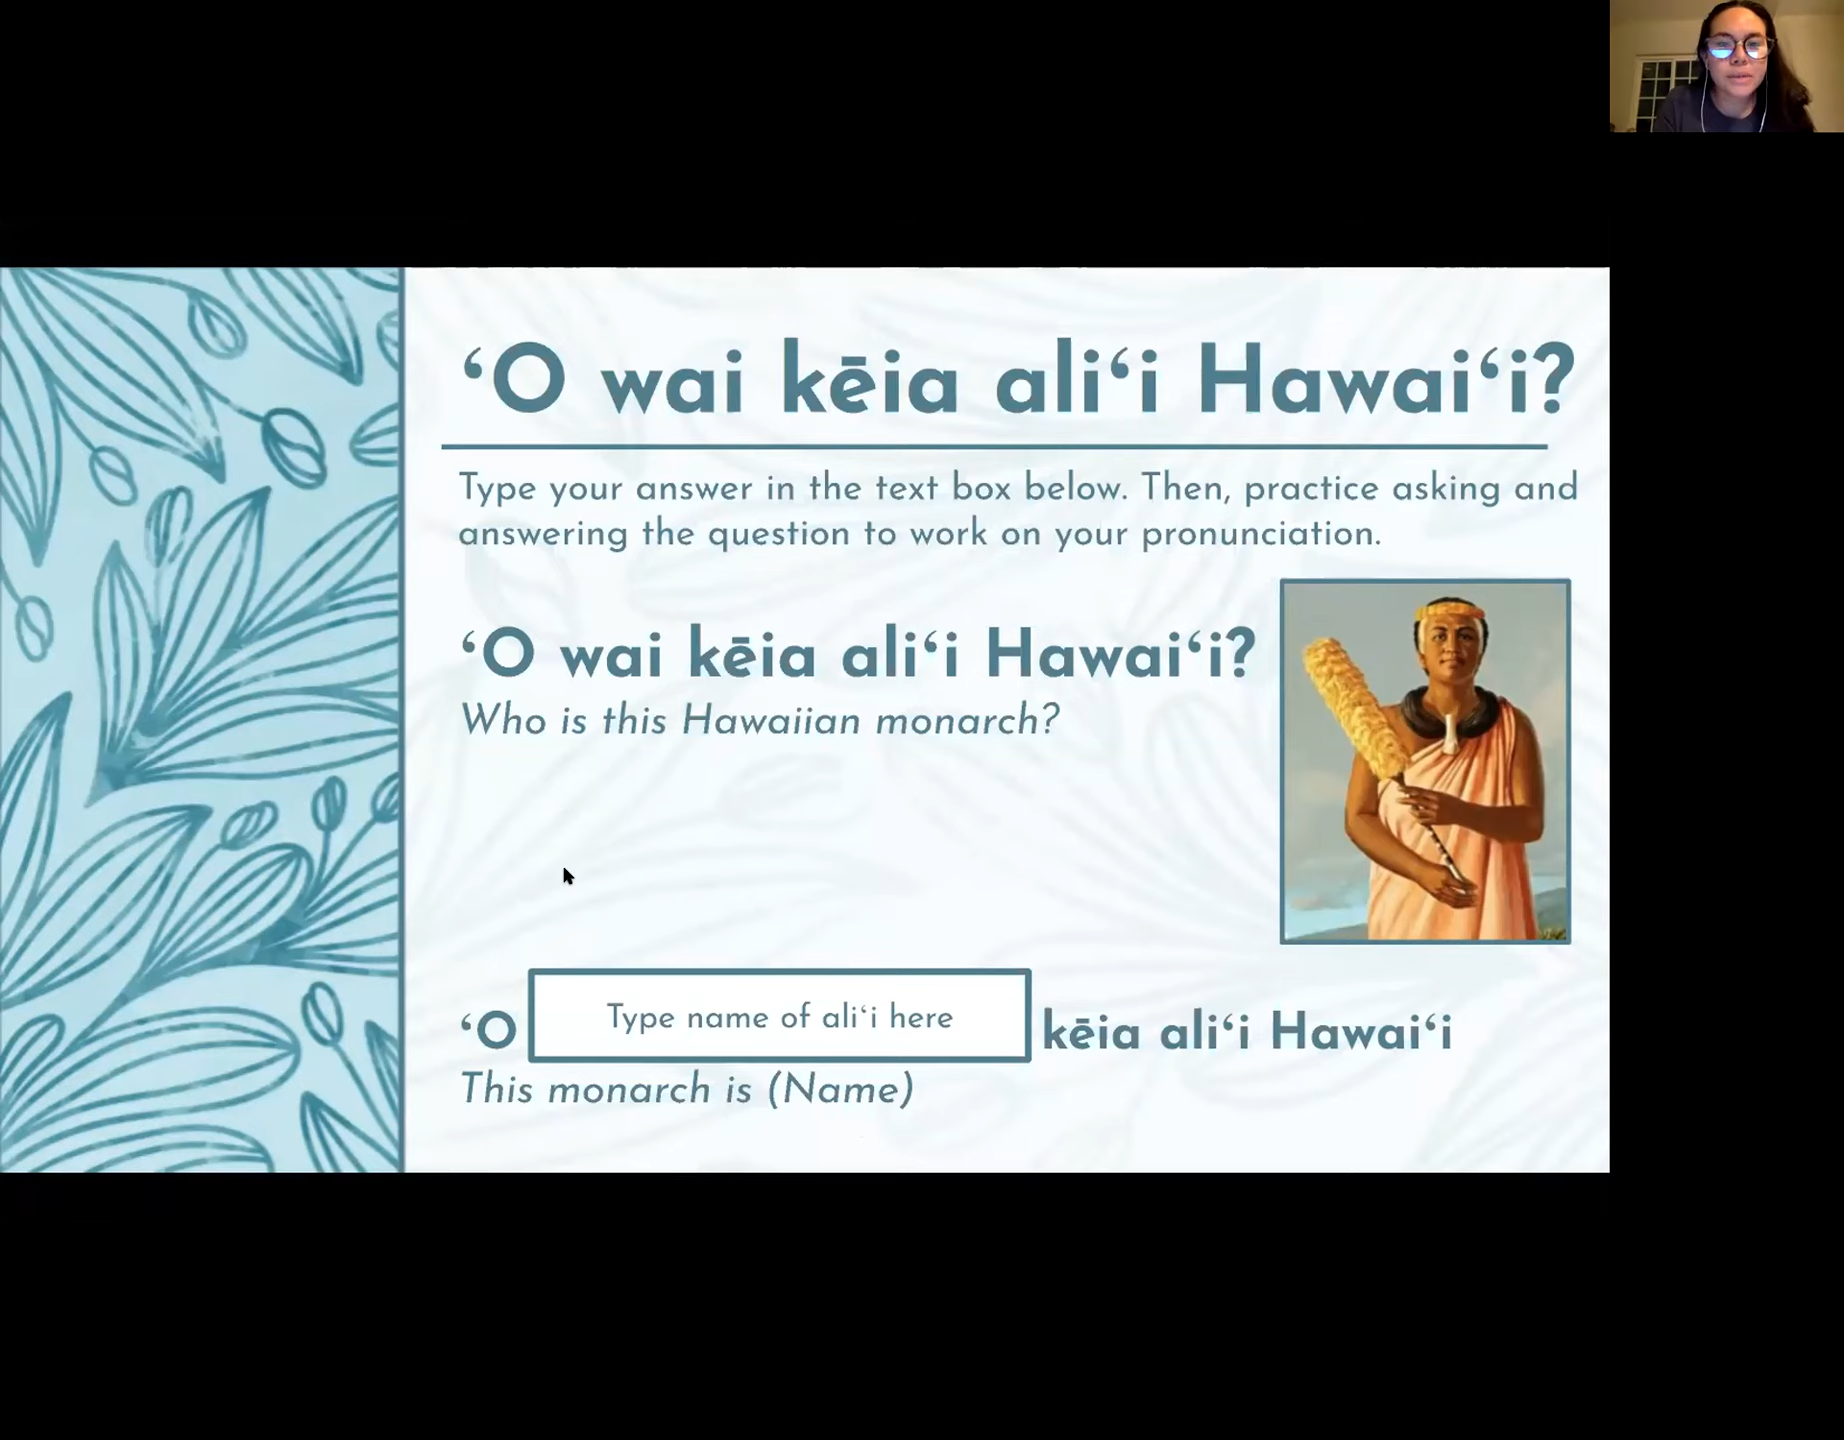 ʻO wai kēia aliʻi Hawaiʻi?
Type your answer in the text box below. Then, practice asking and
answering the question to work on your pronunciation.
ʻO wai kēia aliʻi Hawaiʻi?
Who is this Hawaiian monarch?
ʻO Type name of aliʻi here kēia aliʻi Hawaiʻi
This monarch is (Name)